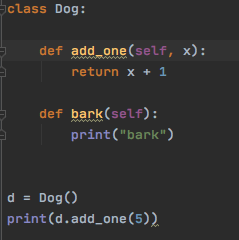 class Dog:
    def add_one(self, x):
        return x + 1
    def bark(self):
        print("bark")
d = Dog()
print(d.add_one(5))